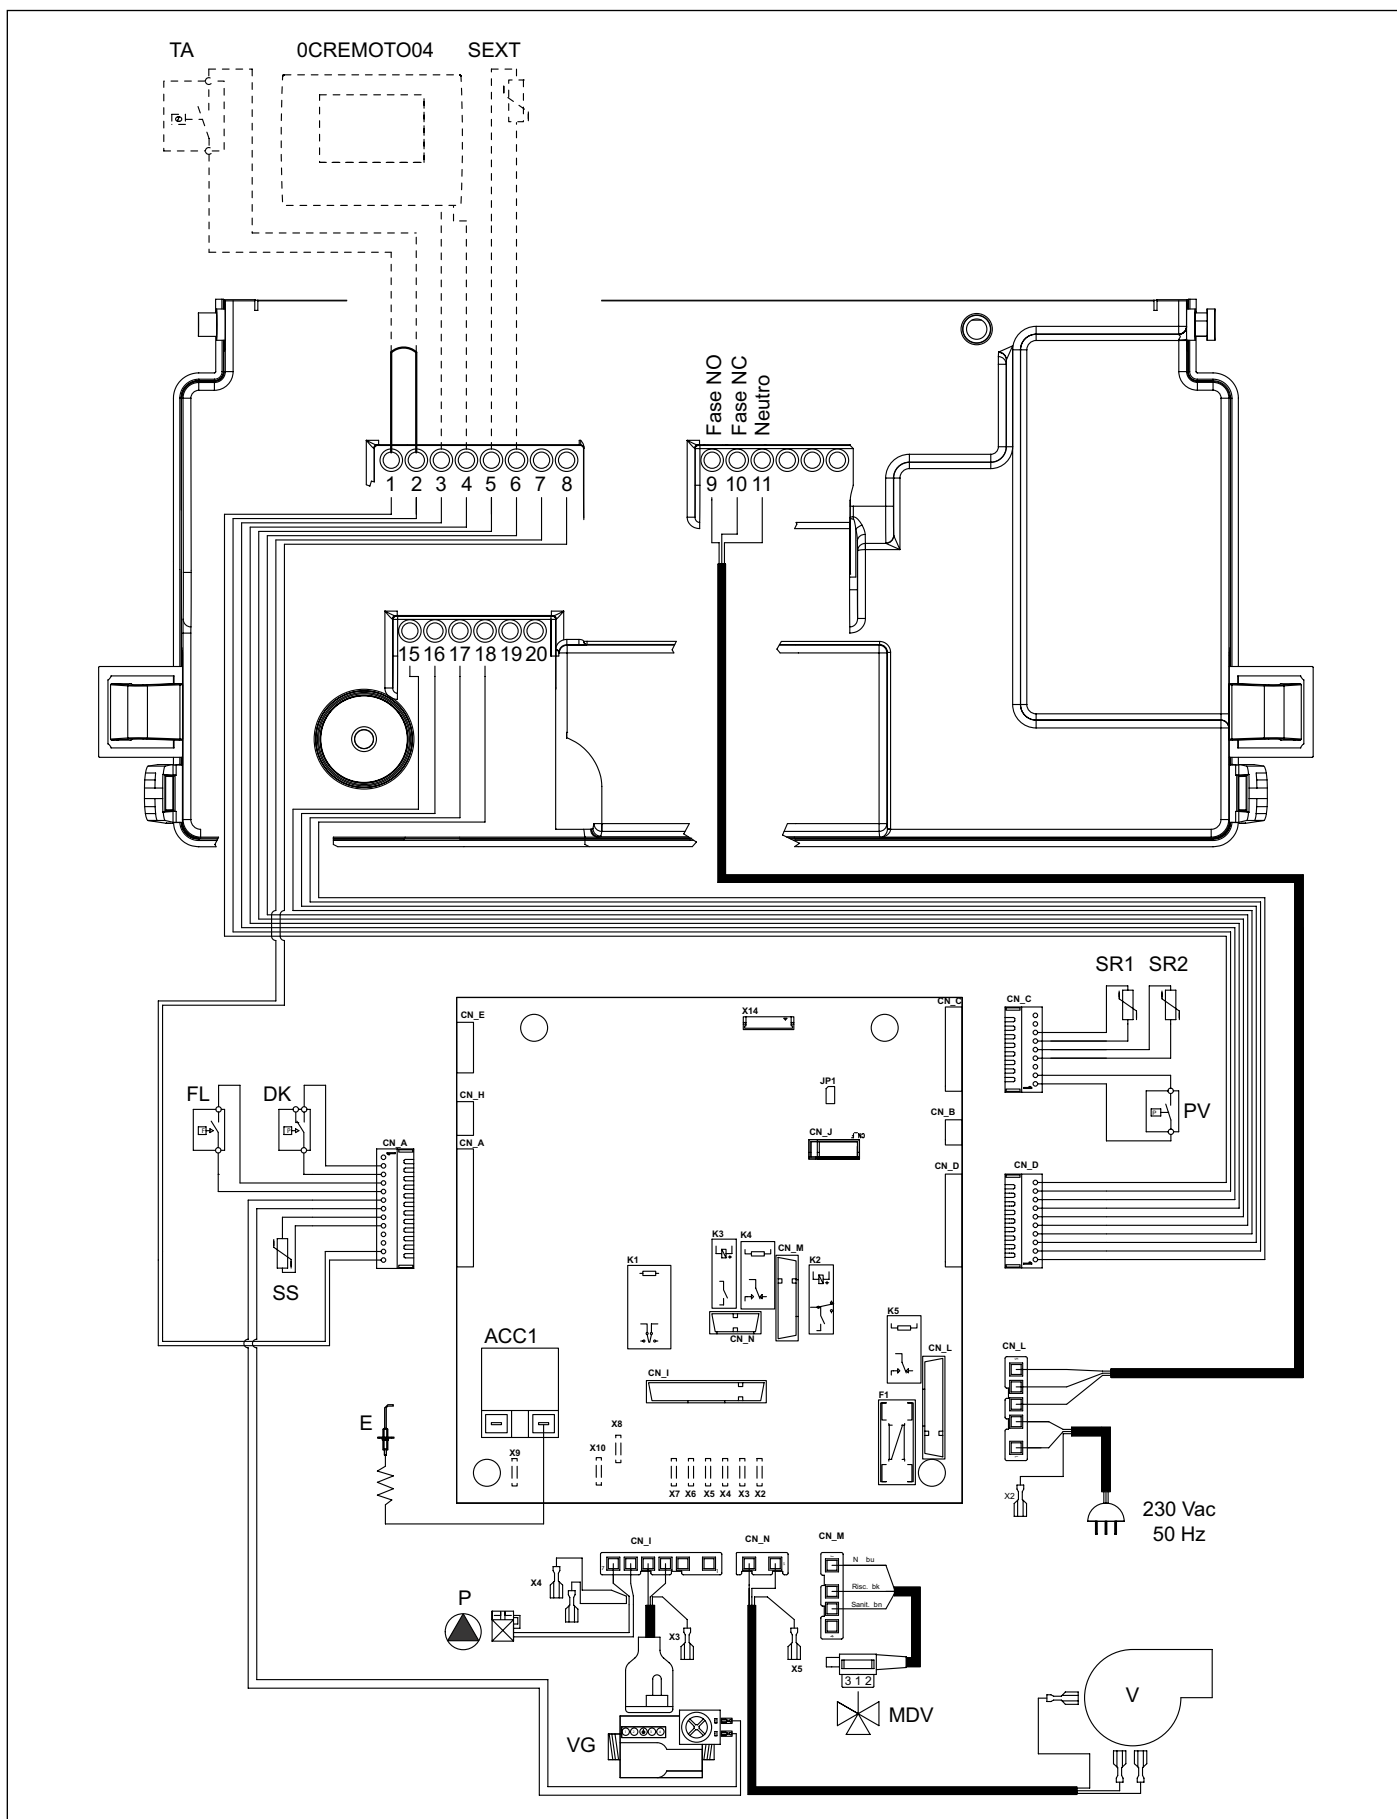 TA 0CREMOTO04 SEXT
Fase NO
Fase NC
Neutro
1 2 3 4 5 6 7 8
9 10 11
15 16 17 18 19 20
SR1 SR2
CN_E
X14
CN_C
CN_C
JP1
FL DK
CN_H
PV
CN_A
CN_A
CN_J
CN_B
CN_D
CN_D
SS
K3 K4
CN_M
K1
K2
CN_N
K5
ACC1
CN_L
CN_L
CN_I
F1
E
X8
X9
X10
X7 X6 X5 X4 X3 X2
X2
230 Vac
50 Hz
CN_I
CN_N
CN_M
N bu
Risc. bk
Sanit. bn
X4
P
X3
X5
3 1 2
MDV
V
VG